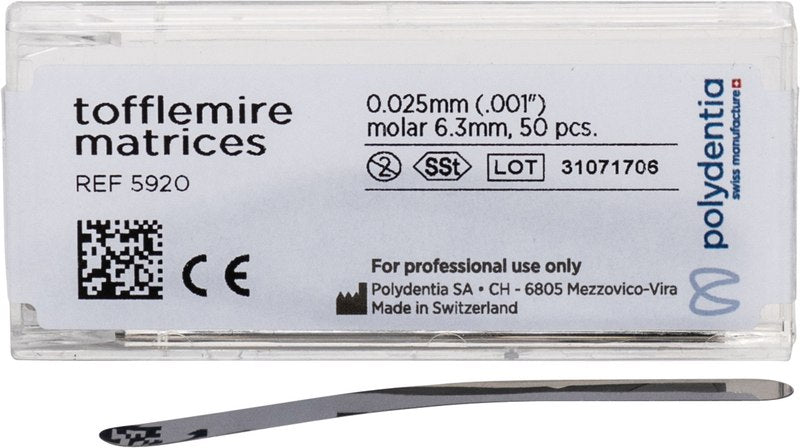 tofflemire
matrices
REF 5920
0.025mm (.001")
molar 6.3mm, 50 pcs.
2 SSt LOT 31071706
CE
For professional use only
Polydentia SA • CH - 6805 Mezzovico-Vira
Made in Switzerland
polydentia
swiss manufacture